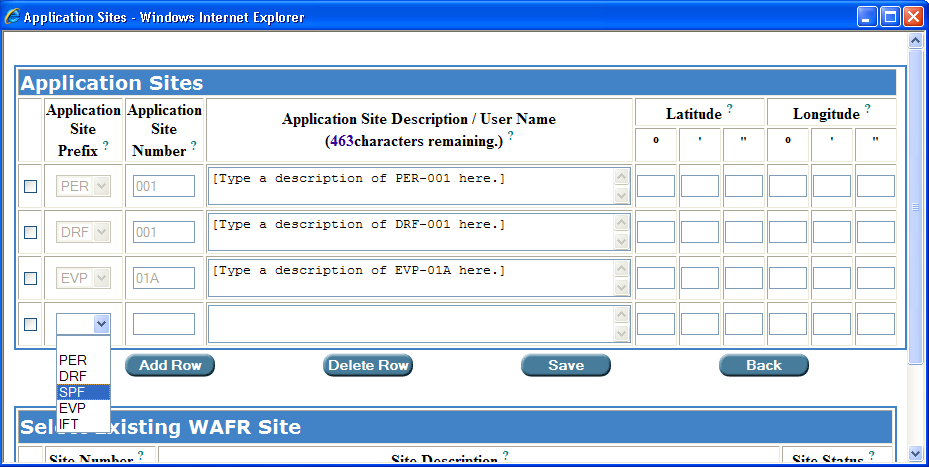 Application Sites - Windows Internet Explorer
Application Sites
Application Site Prefix ?
Application Site Number ?
Application Site Description / User Name
(463characters remaining.) ?
Latitude ?
Longitude ?
º ' " º ' "
PER 001 [Type a description of PER-001 here.]
DRF 001 [Type a description of DRF-001 here.]
EVP 01A [Type a description of EVP-01A here.]
PER
DRF
SPF
EVP
IFT
Add Row Delete Row Save Back
Select Existing WAFR Site
Site Number ? Site Description ? Site Status ?